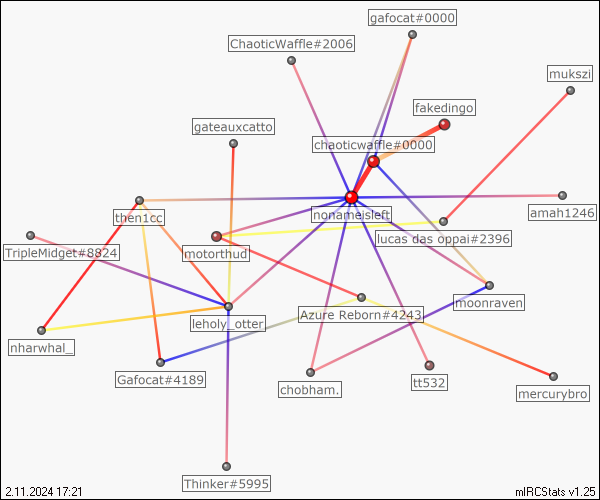 gafocat#0000
ChaoticWaffle#2006
mukszi
fakedingo
gateauxcatto
chaoticwaffle#0000
then1cc
nonameisleft
amah1246
lucas das oppai#2396
TripleMidget#8824
motorthud
moonraven
leholy_otter
Azure Reborn#4243
nharwhal_
Gafocat#4189
chobham.
tt532
mercurybro
Thinker#5995
2.11.2024 17:21
mIRCStats v1.25